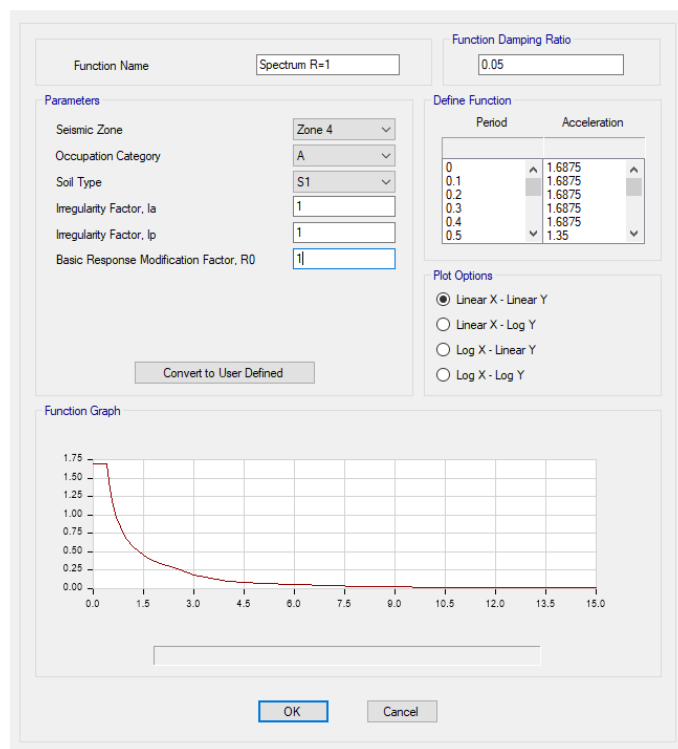 Function Damping Ratio
Function Name
Spectrum R=1
0.05
Parameters
Define Function
Seismic Zone
Zone 4
Period
Acceleration
Occupation Category
A
Soil Type
S1
Irregularity Factor, Ia
1
Irregularity Factor, Ip
1
Basic Response Modification Factor, R0
1
0 1.6875
0.1 1.6875
0.2 1.6875
0.3 1.6875
0.4 1.6875
0.5 1.35
Plot Options
Linear X - Linear Y
Linear X - Log Y
Log X - Linear Y
Log X - Log Y
Convert to User Defined
Function Graph
1.75
1.50
1.25
1.00
0.75
0.50
0.25
0.00
0.0 1.5 3.0 4.5 6.0 7.5 9.0 10.5 12.0 13.5 15.0
OK Cancel